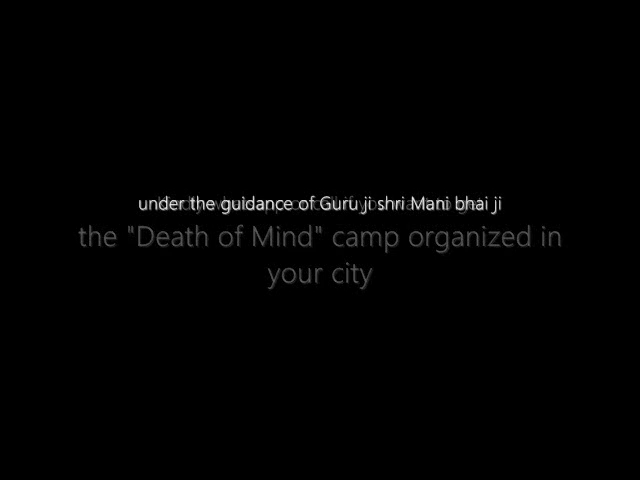 under the guidance of Guru ji shri Mani bhai ji
the "Death of Mind" camp organized in
your city